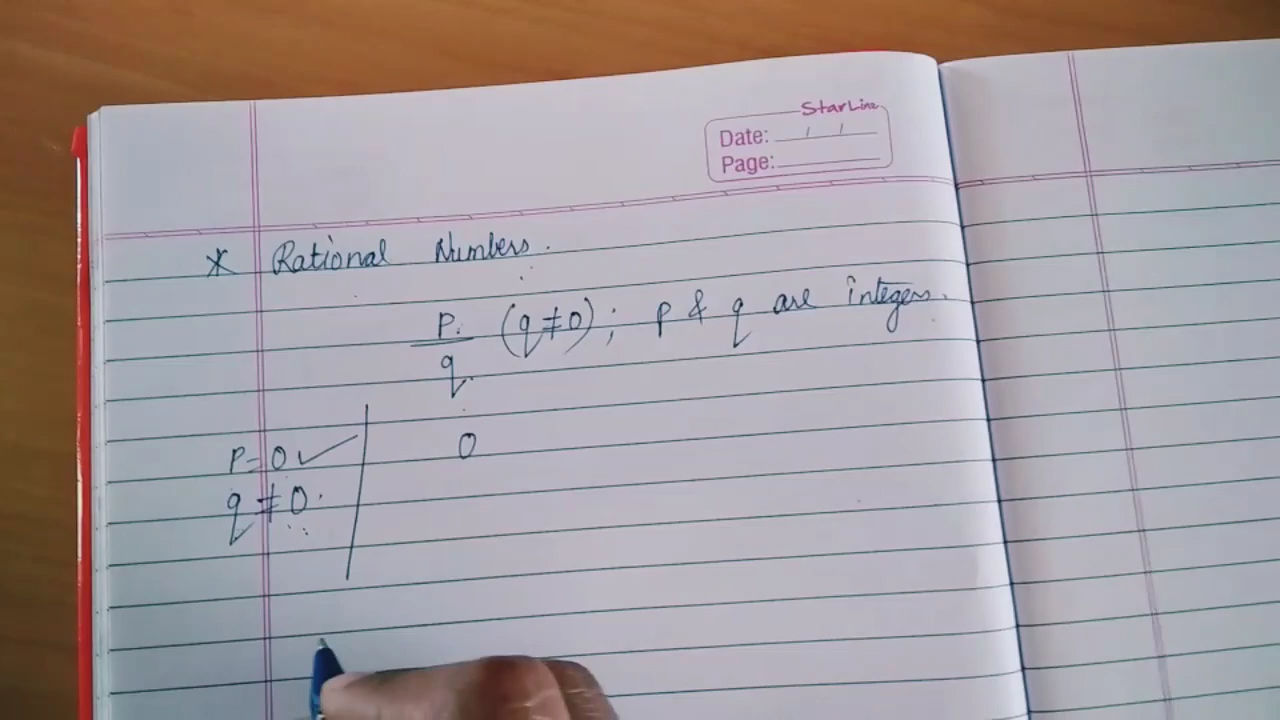 StarLine
Date: / /
Page:
* Rational Numbers.
p/q (q≠0); p & q are integers.
P=0 ✓
0
q≠0.